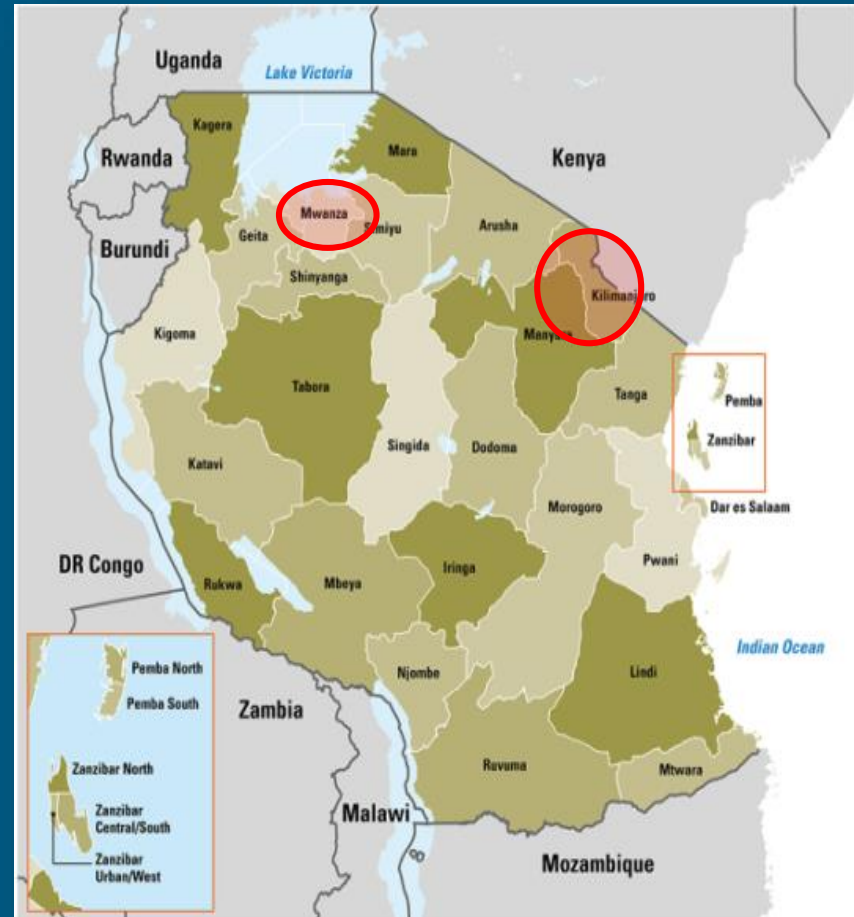 Uganda
Lake Victoria
Kagera
Mara
Rwanda
Kenya
Mwanza
Simiyu
Arusha
Geita
Burundi
Shinyanga
Kilimanjaro
Kigoma
Manyara
Tabora
Tanga
Pemba
Zanzibar
Singida
Dodoma
Katavi
Morogoro
Dar es Salaam
Pwani
DR Congo
Rukwa
Mbeya
Iringa
Indian Ocean
Lindi
Njombe
Zambia
Ruvuma
Mtwara
Malawi
Mozambique
Pemba North
Pemba South
Zanzibar North
Zanzibar
Central/South
Zanzibar
Urban/West